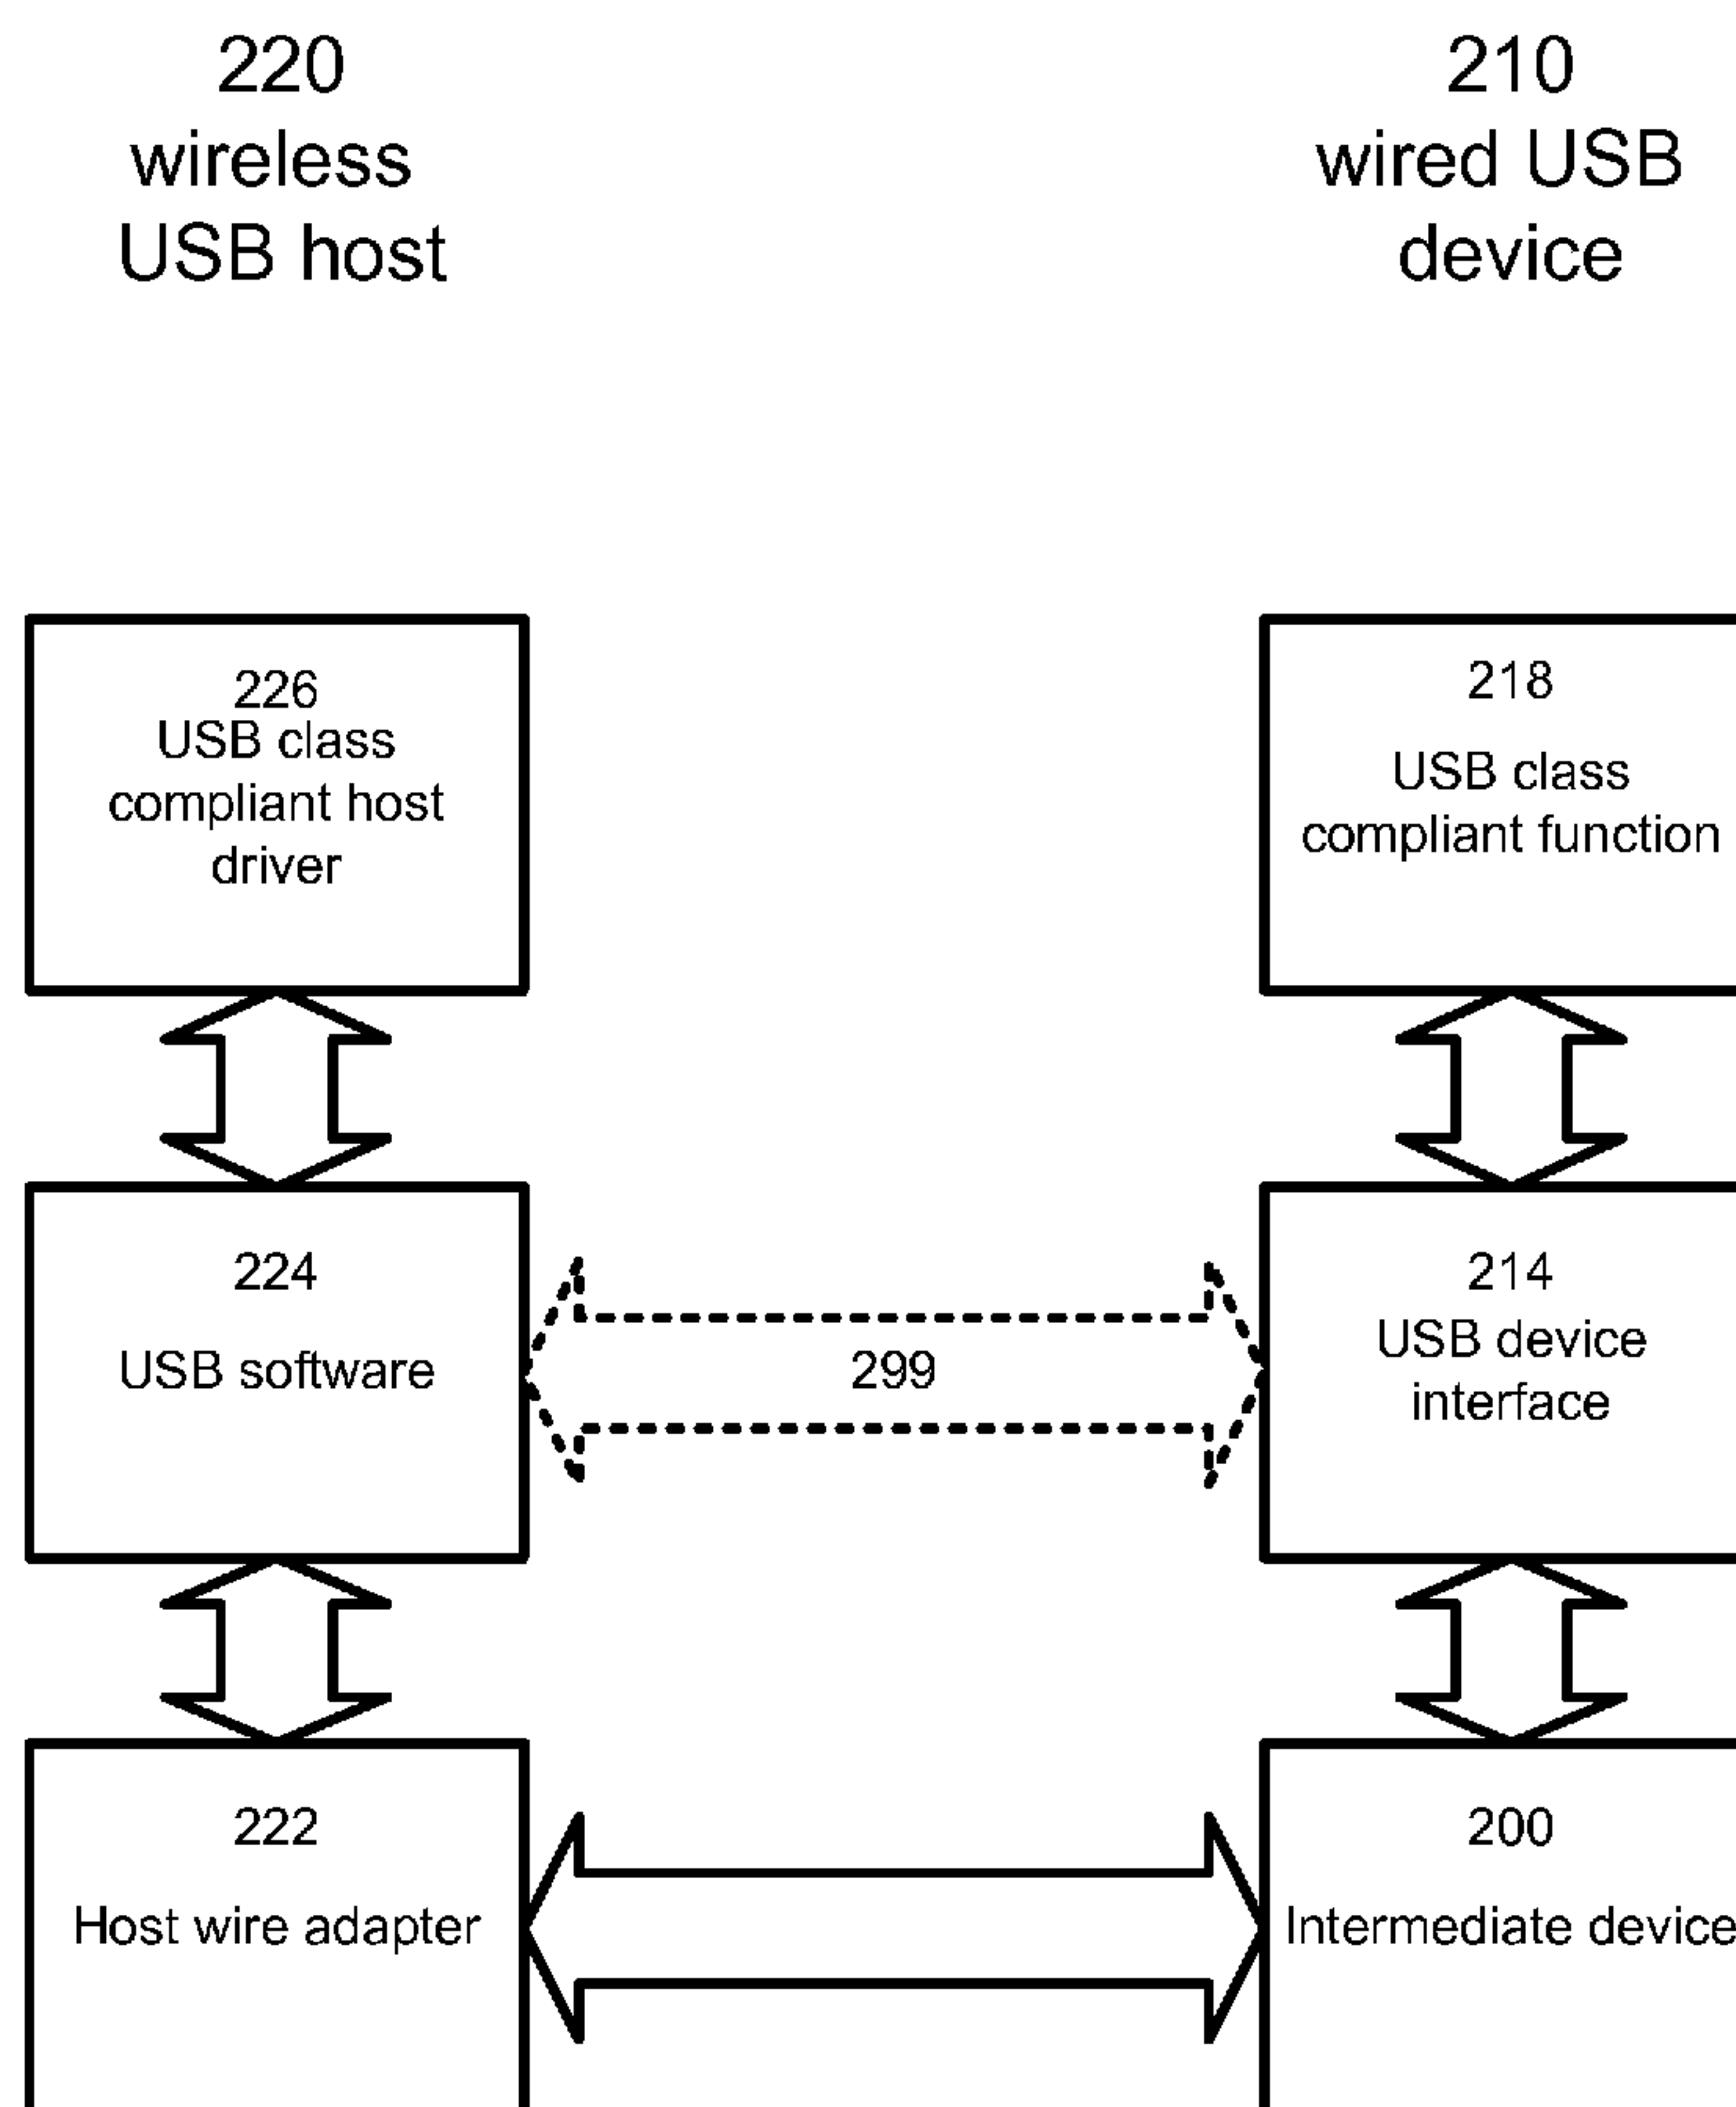 220
wireless
USB host
210
wired USB
device
226
USB class
compliant host
driver
218
USB class
compliant function
224
USB software
299
214
USB device
interface
222
Host wire adapter
200
Intermediate device